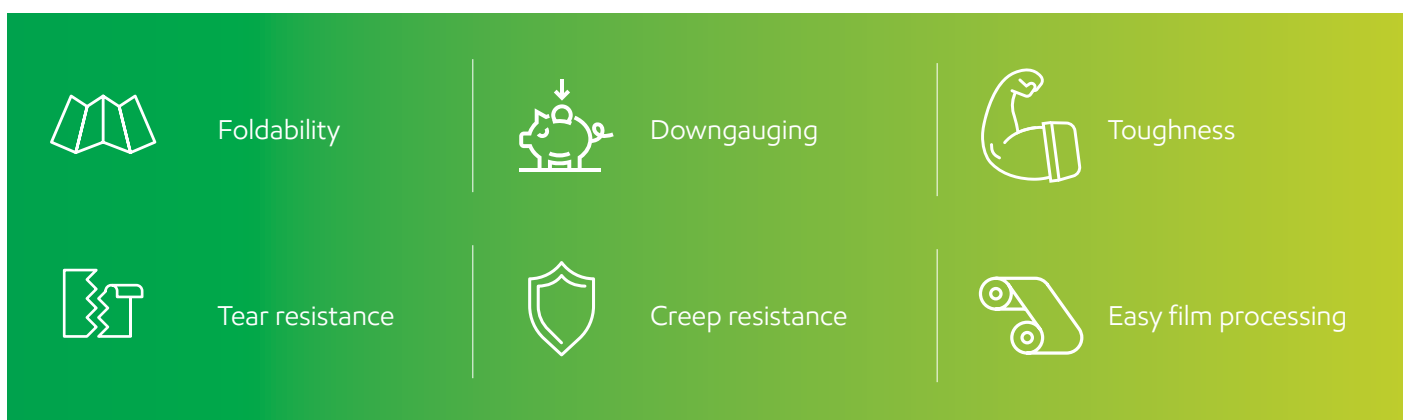 Foldability
Downgauging
Toughness
Tear resistance
Creep resistance
Easy film processing